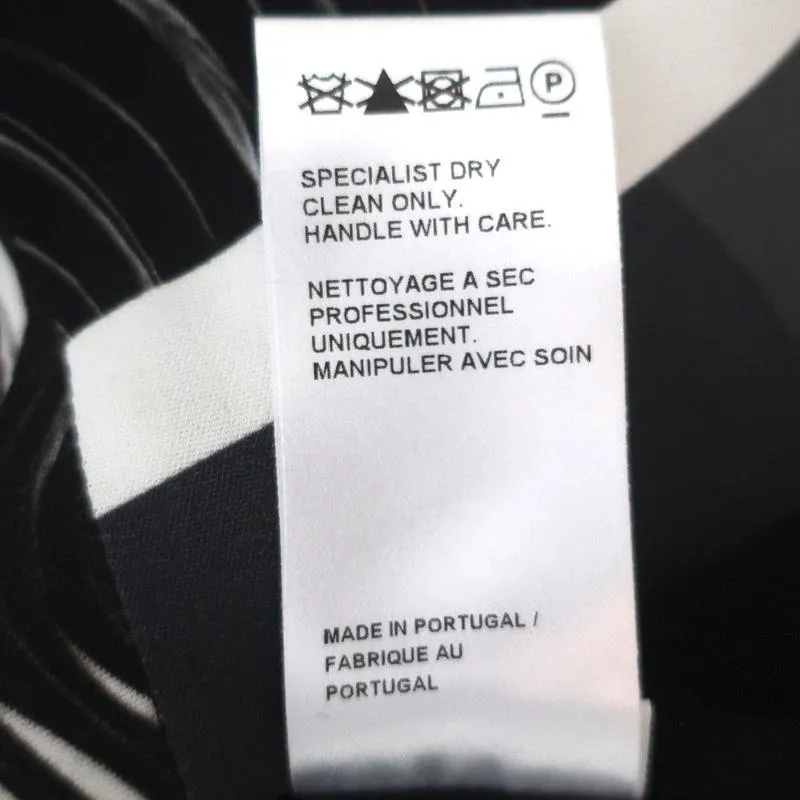 P
SPECIALIST DRY
CLEAN ONLY.
HANDLE WITH CARE.
NETTOYAGE A SEC
PROFESSIONNEL
UNIQUEMENT.
MANIPULER AVEC SOIN
MADE IN PORTUGAL /
FABRIQUE AU
PORTUGAL